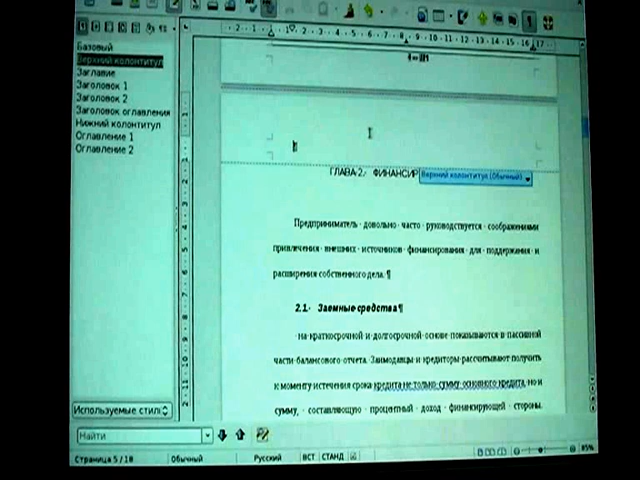 Базовый
Верхний колонтитул
Заглавие
Заголовок 1
Заголовок 2
Заголовок оглавления
Нижний колонтитул
Оглавление 1
Оглавление 2
ГЛАВА 2. ФИНАНСИР
Верхний колонтитул (Обычный)
Предприниматель довольно часто руководствуется соображениями
привлечения внешних источников финансирования для поддержания и
расширения собственного дела. ¶
2.1. Заемные средства ¶
на краткосрочной и долгосрочной основе показываются в пассивной
части балансового отчета. Заимодавцы и кредиторы рассчитывают получить
к моменту истечения срока кредита не только сумму основного кредита, но и
сумму, составляющую процентный доход финансирующей стороны.
Используемые стил
Найти
Страница 5 / 18 Обычный Русский ВСТ СТАНД 85%